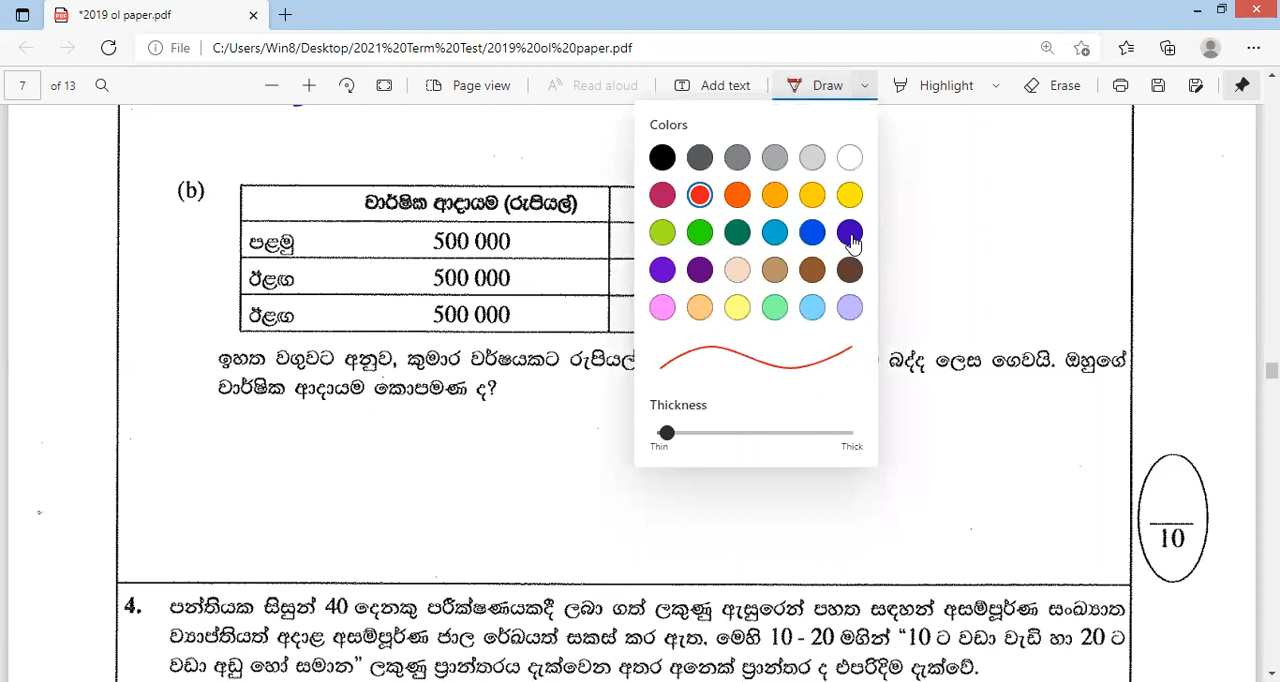 *2019 ol paper.pdf
File C:/Users/Win8/Desktop/2021%20Term%20Test/2019%20ol%20paper.pdf
7 of 13 Page view Read aloud Add text Draw Highlight Erase
Colors
(b)
වාර්ෂික ආදායම (රුපියල්)
පළමු 500 000
ඊළඟ 500 000
ඊළඟ 500 000
ඉහත වගුවට අනුව, කුමාර වර්ෂයකට රුපියල් බද්ද ලෙස ගෙවයි. ඔහුගේ
වාර්ෂික ආදායම කොපමණ ද?
Thickness
Thin Thick
10
4. පන්තියක සිසුන් 40 දෙනකු පරීක්ෂණයකදී ලබා ගත් ලකුණු ඇසුරෙන් පහත සඳහන් අසම්පූර්ණ සංඛ්‍යාත
ව්‍යාප්තියත් අදාළ අසම්පූර්ණ ජාල රේඛයත් සකස් කර ඇත. මෙහි 10 - 20 මගින් “10 ට වඩා වැඩි හා 20 ට
වඩා අඩු හෝ සමාන” ලකුණු ප්‍රාන්තරය දැක්වෙන අතර අනෙක් ප්‍රාන්තර ද එපරිදිම දැක්වේ.